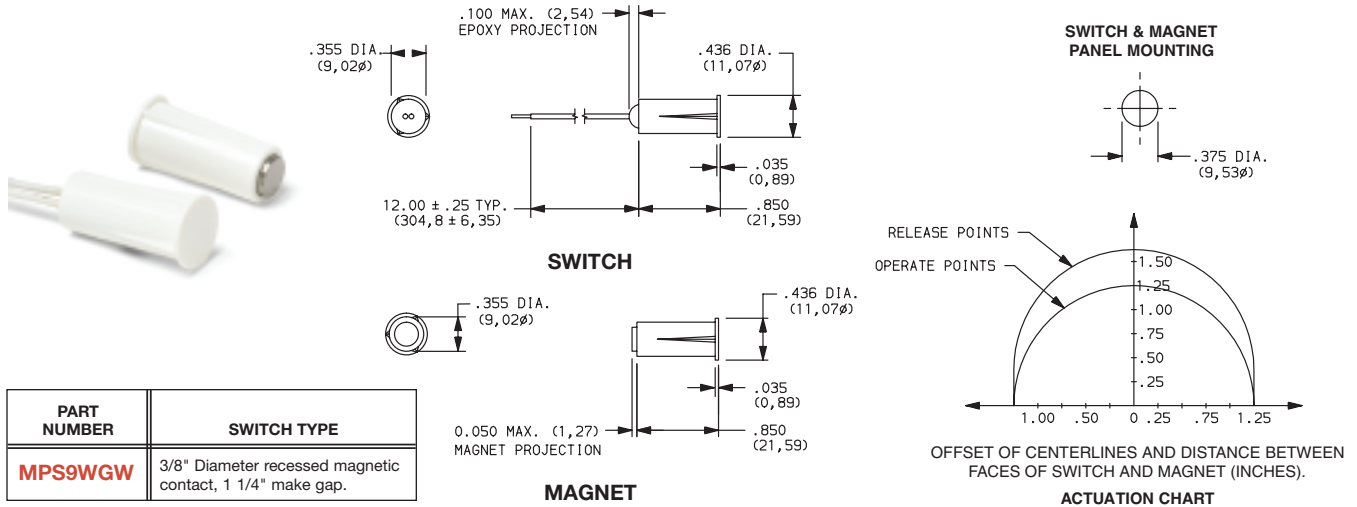 .100 MAX. (2,54)
EPOXY PROJECTION
.355 DIA.
(9,02ø)
.436 DIA.
(11,07ø)
.035
(0,89)
12.00 ± .25 TYP.
(304,8 ± 6,35)
.850
(21,59)
SWITCH
.355 DIA.
(9,02ø)
.436 DIA.
(11,07ø)
.035
(0,89)
0.050 MAX. (1,27)
MAGNET PROJECTION
.850
(21,59)
MAGNET
PART
NUMBER
SWITCH TYPE
MPS9WGW
3/8" Diameter recessed magnetic
contact, 1 1/4" make gap.
SWITCH & MAGNET
PANEL MOUNTING
.375 DIA.
(9,53ø)
RELEASE POINTS
OPERATE POINTS
1.50
1.25
1.00
.75
.50
.25
1.00 .50 0 .25 .75 1.25
OFFSET OF CENTERLINES AND DISTANCE BETWEEN
FACES OF SWITCH AND MAGNET (INCHES).
ACTUATION CHART